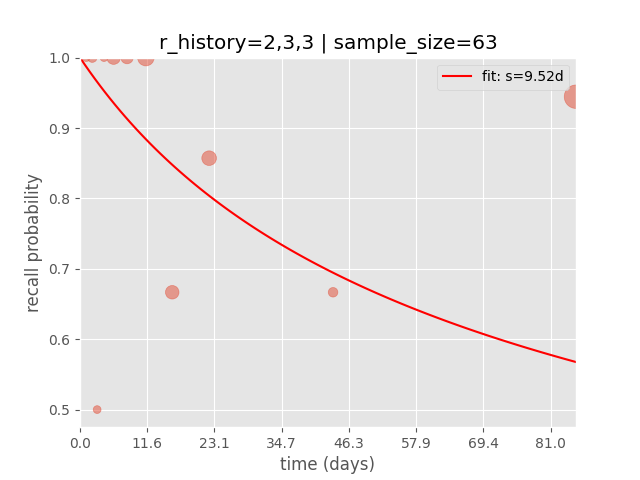 r_history=2,3,3 | sample_size=63
fit: s=9.52d
recall probability
1.0
0.9
0.8
0.7
0.6
0.5
0.0 11.6 23.1 34.7 46.3 57.9 69.4 81.0
time (days)